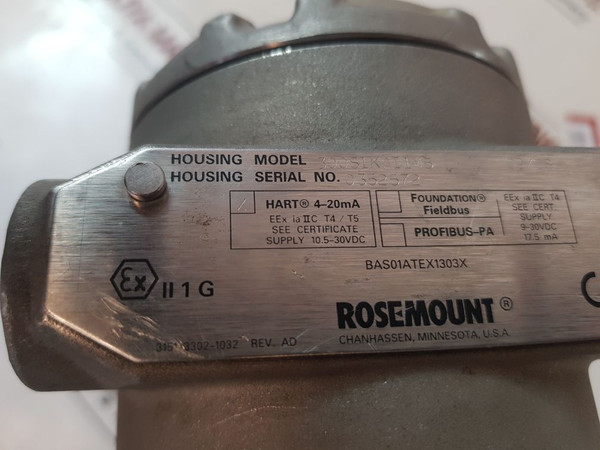 HOUSING MODEL
HOUSING SERIAL NO.
HART® 4-20mA
EEx ia IIC T4 / T5
SEE CERTIFICATE
SUPPLY 10.5-30VDC
FOUNDATION®
Fieldbus
PROFIBUS-PA
EEx ia IIC T4
SEE CERT
SUPPLY
9-30VDC
17.5 mA
BAS01ATEX1303X
Ex II 1 G
ROSEMOUNT®
CHANHASSEN, MINNESOTA, U.S.A.
REV. AD